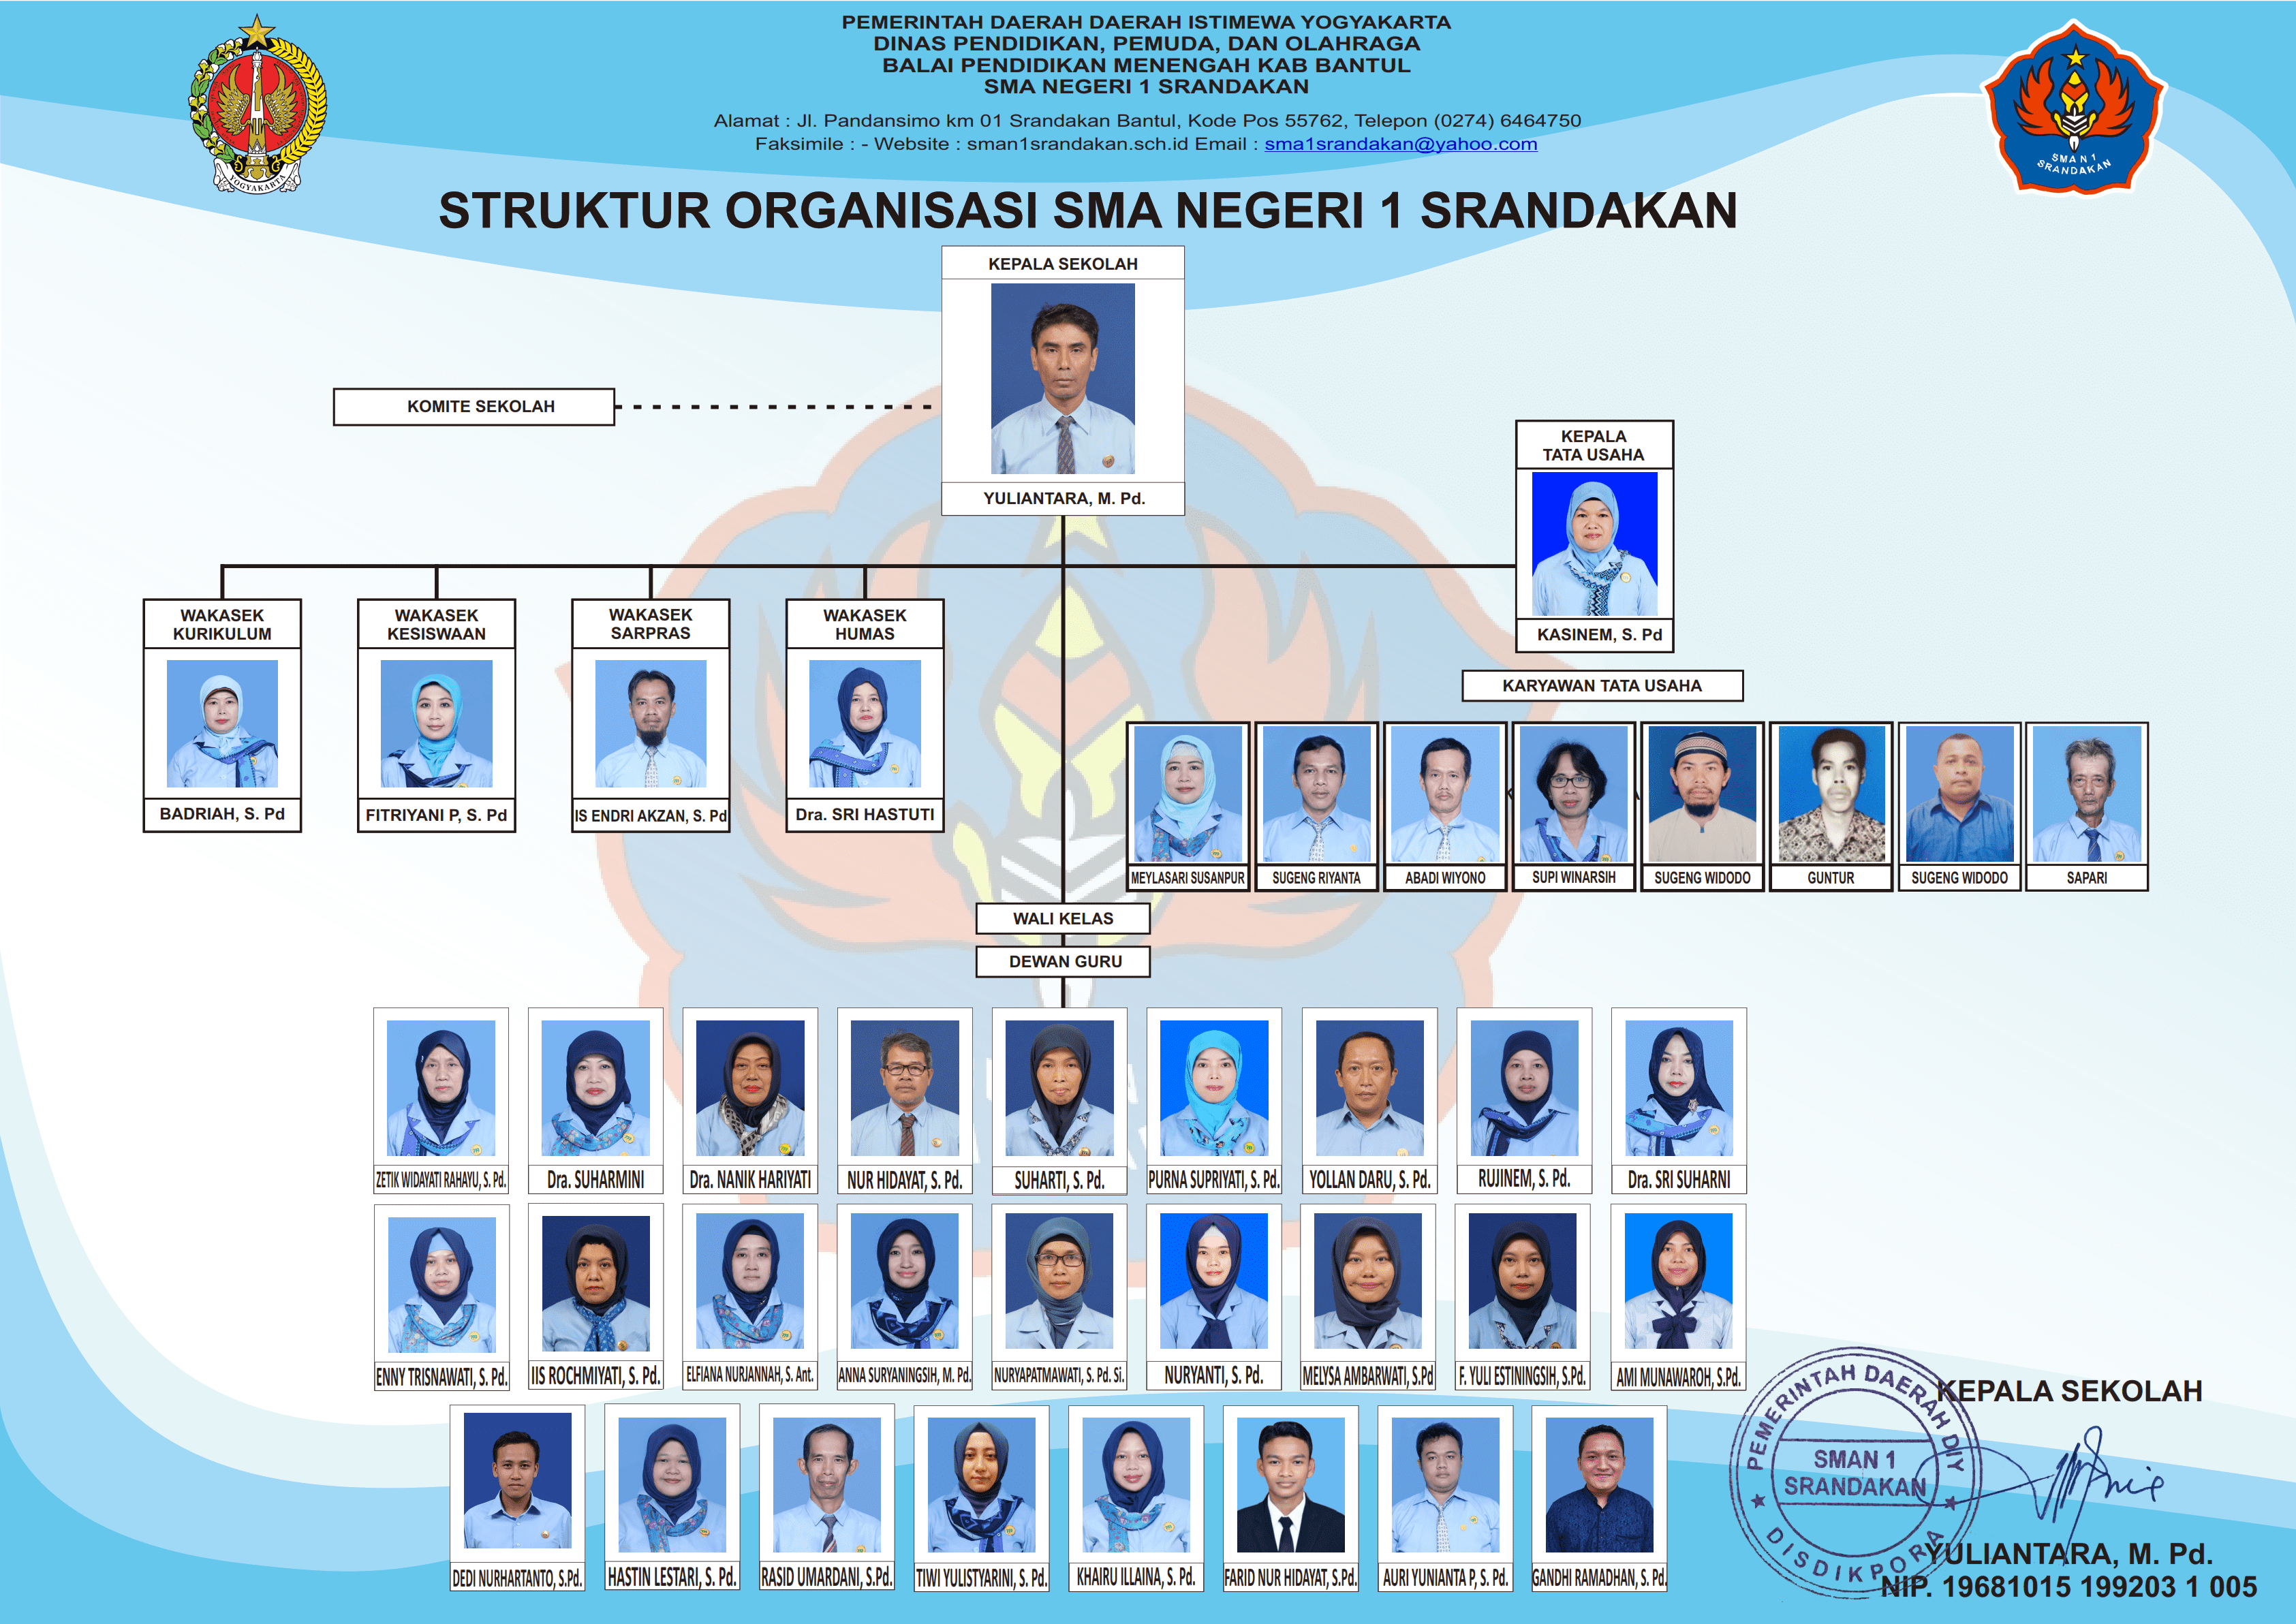 PEMERINTAH DAERAH DAERAH ISTIMEWA YOGYAKARTA
DINAS PENDIDIKAN, PEMUDA, DAN OLAHRAGA
BALAI PENDIDIKAN MENENGAH KAB BANTUL
SMA NEGERI 1 SRANDAKAN
Alamat : Jl. Pandansimo km 01 Srandakan Bantul, Kode Pos 55762, Telepon (0274) 6464750
Faksimile : - Website : sman1srandakan.sch.id Email : sma1srandakan@yahoo.com
YOGYAKARTA
SMA N 1
SRANDAKAN
STRUKTUR ORGANISASI SMA NEGERI 1 SRANDAKAN
KEPALA SEKOLAH
YULIANTARA, M. Pd.
KOMITE SEKOLAH
KEPALA
TATA USAHA
KASINEM, S. Pd
WAKASEK
KURIKULUM
BADRIAH, S. Pd
WAKASEK
KESISWAAN
FITRIYANI P, S. Pd
WAKASEK
SARPRAS
IS ENDRI AKZAN, S. Pd
WAKASEK
HUMAS
Dra. SRI HASTUTI
KARYAWAN TATA USAHA
MEYLASARI SUSANPUR
SUGENG RIYANTA
ABADI WIYONO
SUPI WINARSIH
SUGENG WIDODO
GUNTUR
SUGENG WIDODO
SAPARI
WALI KELAS
DEWAN GURU
ZETIK WIDAYATI RAHAYU, S. Pd.
Dra. SUHARMINI
Dra. NANIK HARIYATI
NUR HIDAYAT, S. Pd.
SUHARTI, S. Pd.
PURNA SUPRIYATI, S. Pd.
YOLLAN DARU, S. Pd.
RUJINEM, S. Pd.
Dra. SRI SUHARNI
ENNY TRISNAWATI, S. Pd.
IIS ROCHMIYATI, S. Pd.
ELFIANA NURJANNAH, S. Ant.
ANNA SURYANINGSIH, M. Pd.
NURYAPATMAWATI, S. Pd. Si.
NURYANTI, S. Pd.
MELYSA AMBARWATI, S.Pd
F. YULI ESTININGSIH, S.Pd.
AMI MUNAWAROH, S.Pd.
DEDI NURHARTANTO, S.Pd.
HASTIN LESTARI, S. Pd.
RASID UMARDANI, S.Pd.
TIWI YULISTYARINI, S. Pd.
KHAIRU ILLAINA, S. Pd.
FARID NUR HIDAYAT, S.Pd.
AURI YUNIANTA P, S. Pd.
GANDHI RAMADHAN, S. Pd.
KEPALA SEKOLAH
PEMERINTAH DAERAH DIY
SMAN 1
SRANDAKAN
DISDIKPORA
YULIANTARA, M. Pd.
NIP. 19681015 199203 1 005